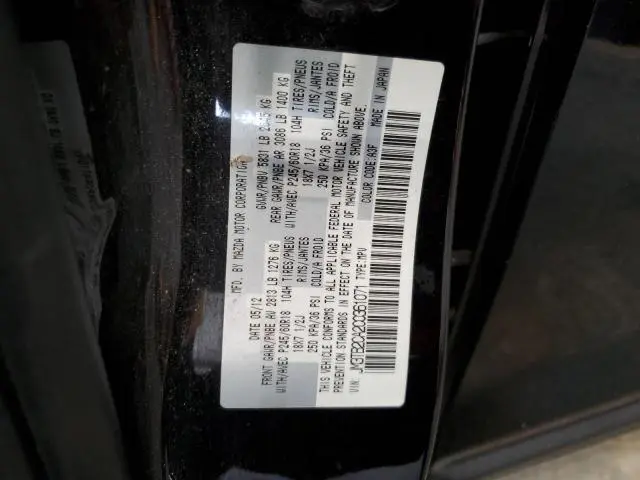 MFD. BY MAZDA MOTOR CORPORATION
DATE 05/12 GVWR/PNBV 5831 LB 2645 KG
FRONT GAWR/PNBE AV 2813 LB 1276 KG REAR GAWR/PNBE AR 3086 LB 1400 KG
WITH/AVEC P245/60R18 104H TIRES/PNEUS WITH/AVEC P245/60R18 104H TIRES/PNEUS
18X7 1/2J RIMS/JANTES 18X7 1/2J RIMS/JANTES
250 KPA/36 PSI COLD/A FROID 250 KPA/36 PSI COLD/A FROID
THIS VEHICLE CONFORMS TO ALL APPLICABLE FEDERAL MOTOR VEHICLE SAFETY AND THEFT
PREVENTION STANDARDS IN EFFECT ON THE DATE OF MANUFACTURE SHOWN ABOVE.
COLOUR CODE:A3F MADE IN JAPAN
VIN: JM3TB2CA2C0351071 TYPE:MPV